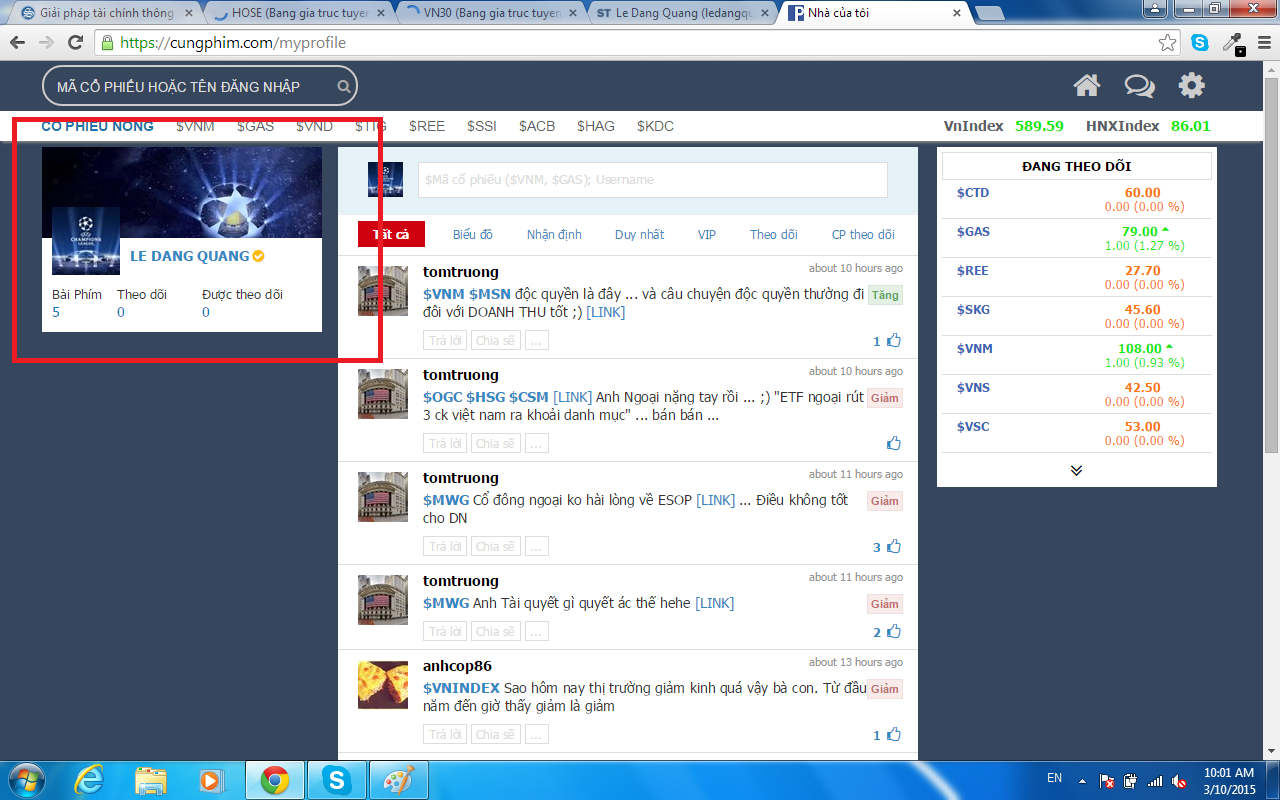 Giải pháp tài chính thông
HOSE (Bang gia truc tuyen
VN30 (Bang gia truc tuyen
ST Le Dang Quang (ledangqu
Nhà của tôi
https://cungphim.com/myprofile
MÃ CỔ PHIẾU HOẶC TÊN ĐĂNG NHẬP
CỔ PHIẾU NÓNG $VNM $GAS $VND $TIG $REE $SSI $ACB $HAG $KDC
VnIndex 589.59 HNXIndex 86.01
CHAMPIONS LEAGUE
LE DANG QUANG
Bài Phím Theo dõi Được theo dõi
5 0 0
$Mã cổ phiếu ($VNM, $GAS); Username
Tất cả Biểu đồ Nhận định Duy nhất VIP Theo dõi CP theo dõi
tomtruong about 10 hours ago
$VNM $MSN độc quyền là đây ... và câu chuyện độc quyền thường đi Tăng
đôi với DOANH THU tốt ;) [LINK]
Trả lời Chia sẽ ... 1
tomtruong about 10 hours ago
$OGC $HSG $CSM [LINK] Anh Ngoại nặng tay rồi ... ;) "ETF ngoại rút Giảm
3 ck việt nam ra khoải danh mục" ... bán bán ...
Trả lời Chia sẽ ...
tomtruong about 11 hours ago
$MWG Cổ đông ngoại ko hài lòng về ESOP [LINK] ... Điều không tốt Giảm
cho DN
Trả lời Chia sẽ ... 3
tomtruong about 11 hours ago
$MWG Anh Tài quyết gì quyết ác thế hehe [LINK] Giảm
Trả lời Chia sẽ ... 2
anhcop86 about 13 hours ago
$VNINDEX Sao hôm nay thị trường giảm kinh quá vậy bà con. Từ đầu Giảm
năm đến giờ thấy giảm là giảm
Trả lời Chia sẽ ... 1
ĐANG THEO DÕI
$CTD 60.00
0.00 (0.00 %)
$GAS 79.00
1.00 (1.27 %)
$REE 27.70
0.00 (0.00 %)
$SKG 45.60
0.00 (0.00 %)
$VNM 108.00
1.00 (0.93 %)
$VNS 42.50
0.00 (0.00 %)
$VSC 53.00
0.00 (0.00 %)
EN 10:01 AM
3/10/2015